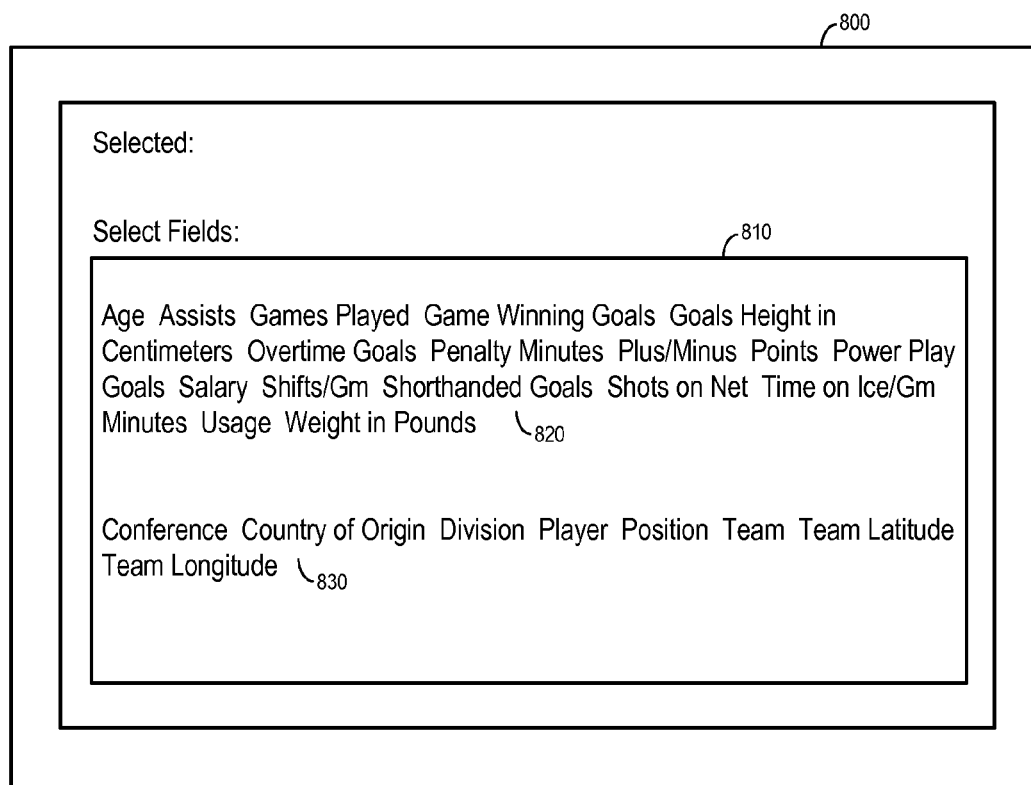 800
Selected:
Select Fields:
810
Age Assists Games Played Game Winning Goals Goals Height in
Centimeters Overtime Goals Penalty Minutes Plus/Minus Points Power Play
Goals Salary Shifts/Gm Shorthanded Goals Shots on Net Time on Ice/Gm
Minutes Usage Weight in Pounds 820
Conference Country of Origin Division Player Position Team Team Latitude
Team Longitude 830